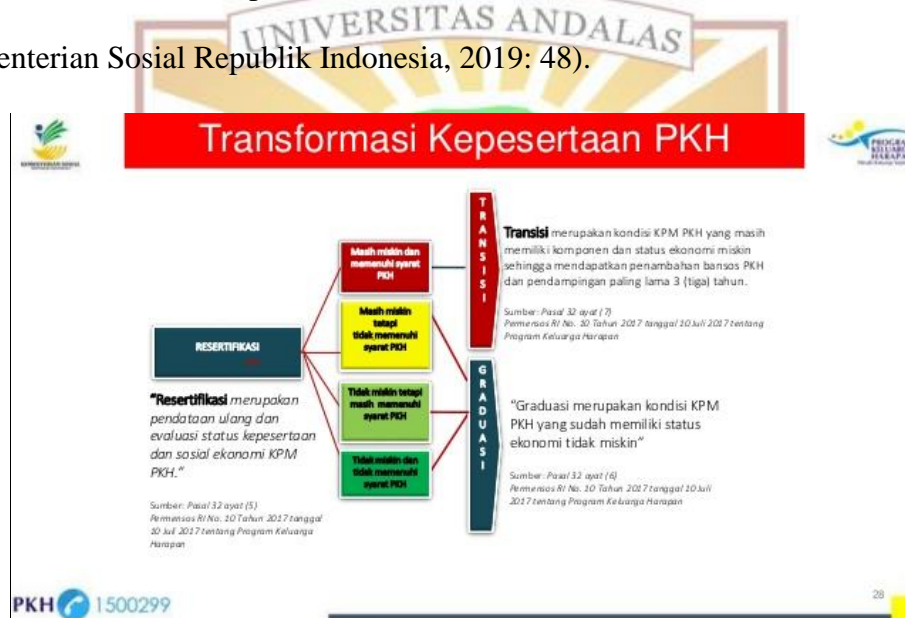 UNIVERSITAS ANDALAS
enterian Sosial Republik Indonesia, 2019: 48).
Transformasi Kepesertaan PKH
KEMENTERIAN SOSIAL
PROGRAM
KELUARGA
HARAPAN
TRANSISI
Masih miskin dan
memenuhi syarat
PKH
Transisi merupakan kondisi KPM PKH yang masih
memiliki komponen dan status ekonomi miskin
sehingga mendapatkan penambahan bansos PKH
dan pendampingan paling lama 3 (tiga) tahun.
Sumber: Pasal 32 ayat (7)
Permensos RI No. 10 Tahun 2017 tanggal 10 Juli 2017 tentang
Program Keluarga Harapan
Masih miskin
tetapi
tidak memenuhi
syarat PKH
RESERTIFIKASI
"Resertifikasi merupakan
pendataan ulang dan
evaluasi status kepesertaan
dan sosial ekonomi KPM
PKH."
Sumber: Pasal 32 ayat (5)
Permensos RI No. 10 Tahun 2017 tanggal
10 Juli 2017 tentang Program Keluarga
Harapan
Tidak miskin tetapi
masih memenuhi
syarat PKH
Tidak miskin dan
tidak memenuhi
syarat PKH
GRADUASI
"Graduasi merupakan kondisi KPM
PKH yang sudah memiliki status
ekonomi tidak miskin"
Sumber: Pasal 32 ayat (6)
Permensos RI No. 10 Tahun 2017 tanggal 10 Juli
2017 tentang Program Keluarga Harapan
PKH 1500299
28